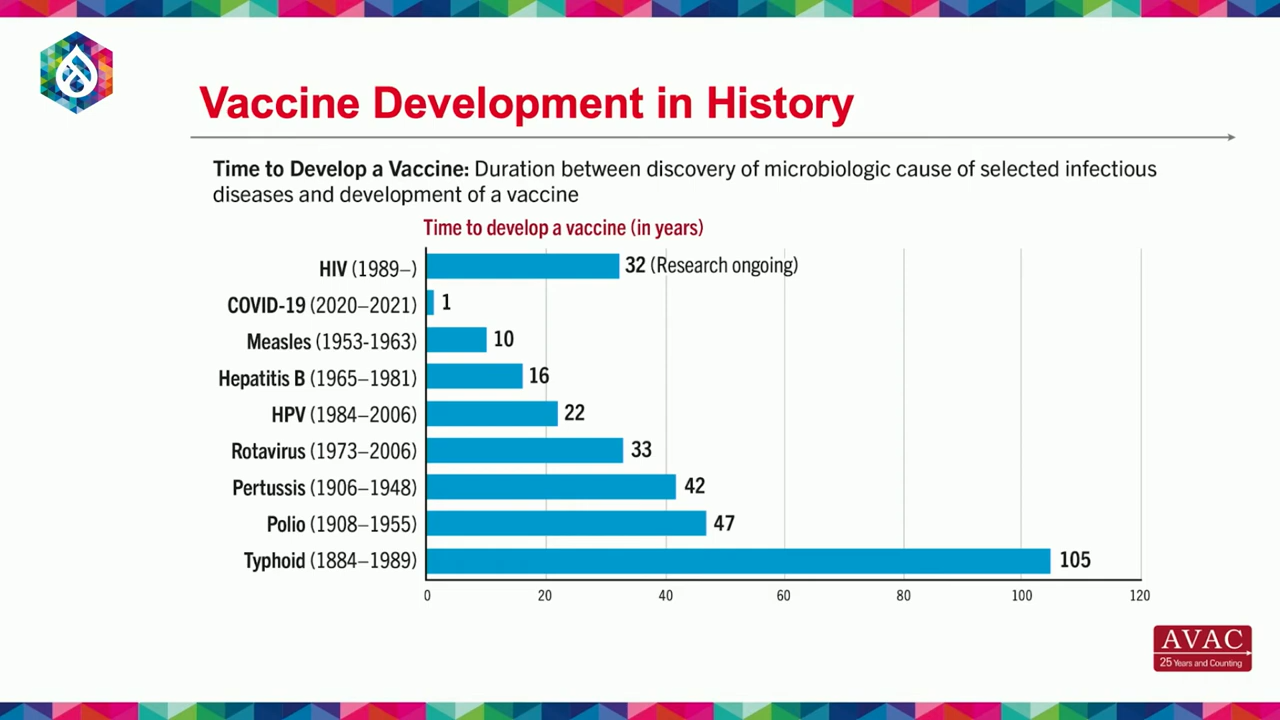 Vaccine Development in History
Time to Develop a Vaccine: Duration between discovery of microbiologic cause of selected infectious
diseases and development of a vaccine
Time to develop a vaccine (in years)
HIV (1989–) 32 (Research ongoing)
COVID-19 (2020–2021) 1
Measles (1953-1963) 10
Hepatitis B (1965–1981) 16
HPV (1984–2006) 22
Rotavirus (1973–2006) 33
Pertussis (1906–1948) 42
Polio (1908–1955) 47
Typhoid (1884–1989) 105
0 20 40 60 80 100 120
AVAC
25 Years and Counting